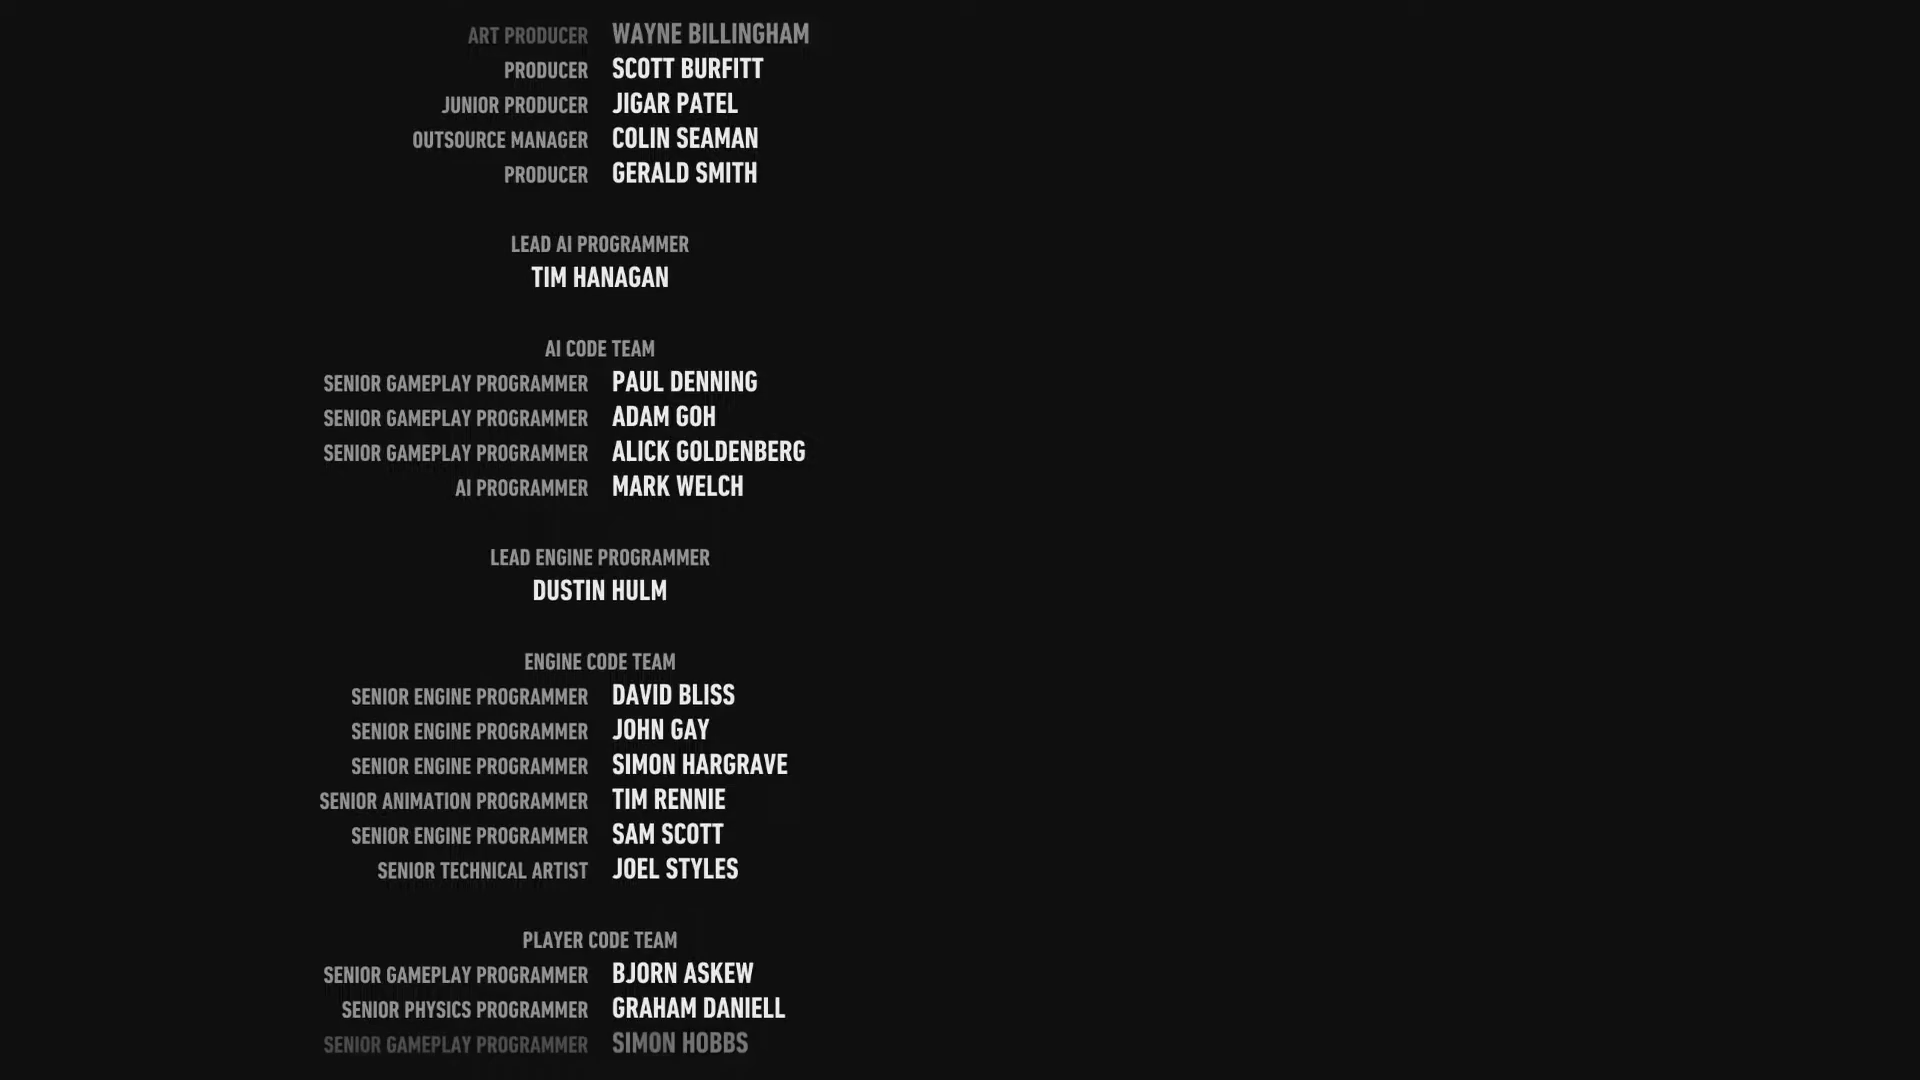 ART PRODUCER WAYNE BILLINGHAM
PRODUCER SCOTT BURFITT
JUNIOR PRODUCER JIGAR PATEL
OUTSOURCE MANAGER COLIN SEAMAN
PRODUCER GERALD SMITH
LEAD AI PROGRAMMER
TIM HANAGAN
AI CODE TEAM
SENIOR GAMEPLAY PROGRAMMER PAUL DENNING
SENIOR GAMEPLAY PROGRAMMER ADAM GOH
SENIOR GAMEPLAY PROGRAMMER ALICK GOLDENBERG
AI PROGRAMMER MARK WELCH
LEAD ENGINE PROGRAMMER
DUSTIN HULM
ENGINE CODE TEAM
SENIOR ENGINE PROGRAMMER DAVID BLISS
SENIOR ENGINE PROGRAMMER JOHN GAY
SENIOR ENGINE PROGRAMMER SIMON HARGRAVE
SENIOR ANIMATION PROGRAMMER TIM RENNIE
SENIOR ENGINE PROGRAMMER SAM SCOTT
SENIOR TECHNICAL ARTIST JOEL STYLES
PLAYER CODE TEAM
SENIOR GAMEPLAY PROGRAMMER BJORN ASKEW
SENIOR PHYSICS PROGRAMMER GRAHAM DANIELL
SENIOR GAMEPLAY PROGRAMMER SIMON HOBBS